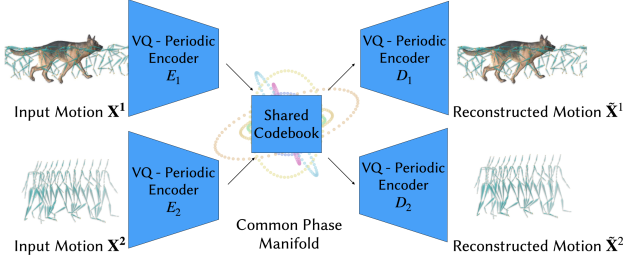 VQ - Periodic
Encoder
E₁
Input Motion X¹
VQ - Periodic
Encoder
D₁
Reconstructed Motion X̃¹
Shared
Codebook
VQ - Periodic
Encoder
E₂
Input Motion X²
Common Phase
Manifold
VQ - Periodic
Encoder
D₂
Reconstructed Motion X̃²